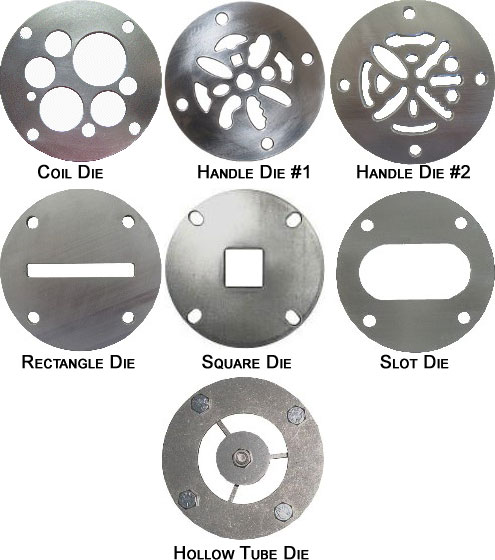 Coil Die
Handle Die #1
Handle Die #2
Rectangle Die
Square Die
Slot Die
Hollow Tube Die